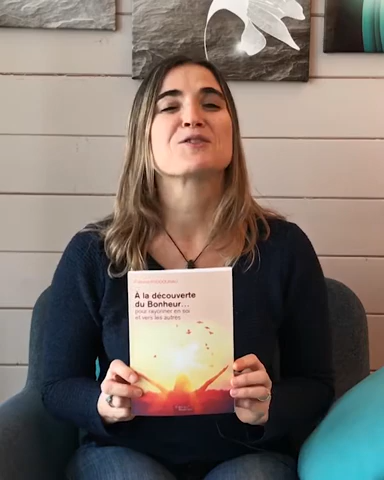 À la découverte
du Bonheur...
pour rayonner en soi
et vers les autres